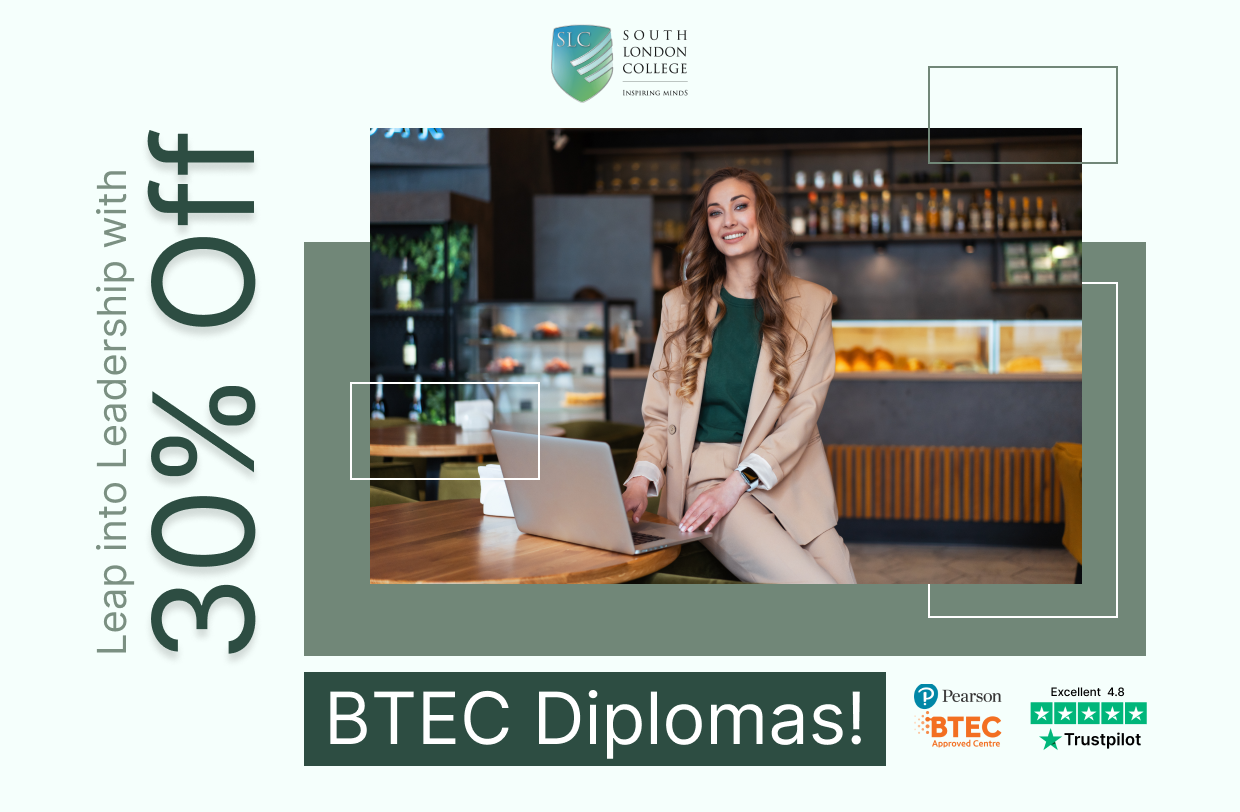 SLC
SOUTH
LONDON
COLLEGE
INSPIRING MINDS
Leap into Leadership with
30% Off
BTEC Diplomas!
Pearson
BTEC
Approved Centre
Excellent 4.8
Trustpilot